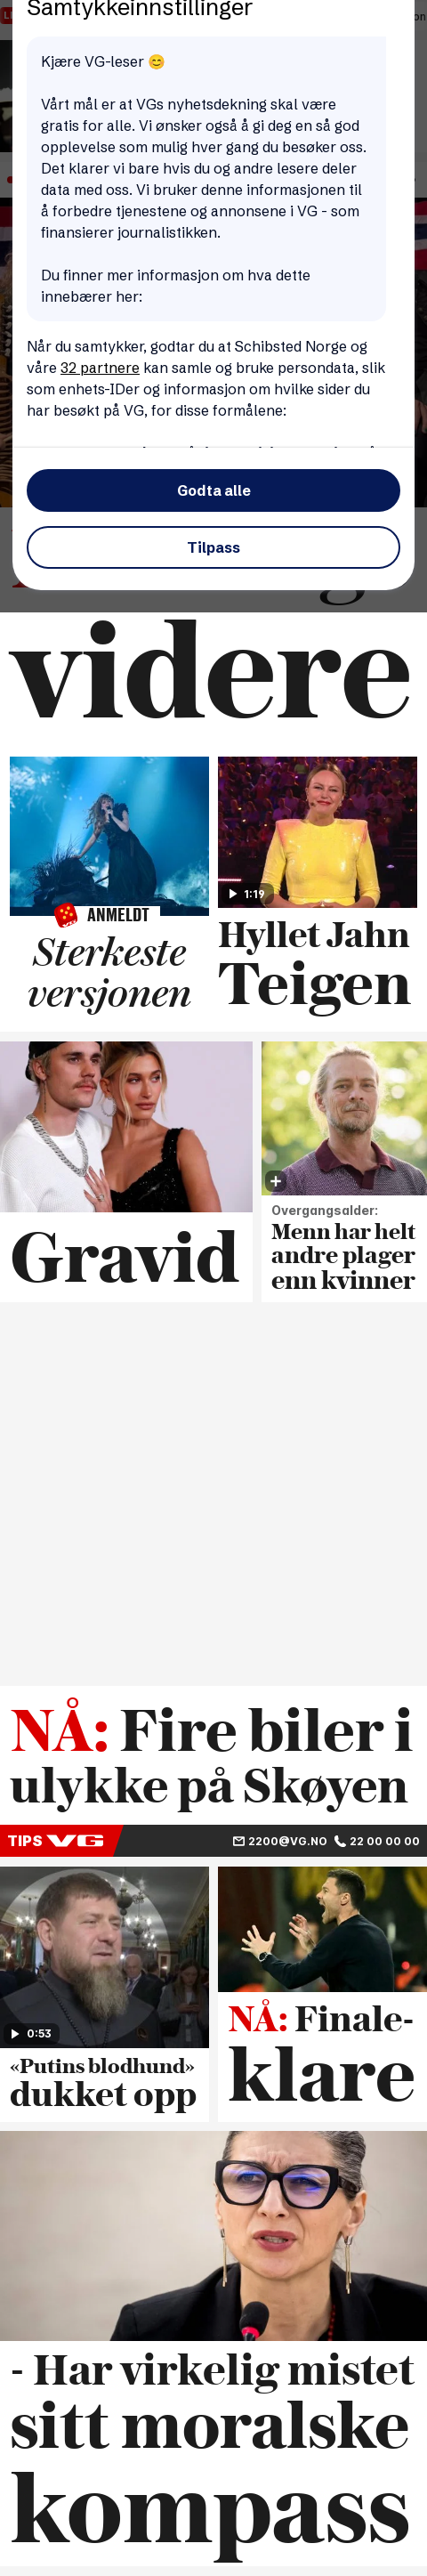 Samtykkeinnstillinger
Kjære VG-leser 😊
Vårt mål er at VGs nyhetsdekning skal være
gratis for alle. Vi ønsker også å gi deg en så god
opplevelse som mulig hver gang du besøker oss.
Det klarer vi bare hvis du og andre lesere deler
data med oss. Vi bruker denne informasjonen til
å forbedre tjenestene og annonsene i VG - som
finansierer journalistikken.
Du finner mer informasjon om hva dette
innebærer her:
Når du samtykker, godtar du at Schibsted Norge og
våre 32 partnere kan samle og bruke persondata, slik
som enhets-IDer og informasjon om hvilke sider du
har besøkt på VG, for disse formålene:
Godta alle
Tilpass
videre
ANMELDT
Sterkeste
versjonen
1:19
Hyllet Jahn
Teigen
Gravid
Overgangsalder:
Menn har helt
andre plager
enn kvinner
NÅ: Fire biler i
ulykke på Skøyen
TIPS VG 2200@VG.NO 22 00 00 00
0:53
«Putins blodhund»
dukket opp
NÅ: Finale-
klare
- Har virkelig mistet
sitt moralske
kompass